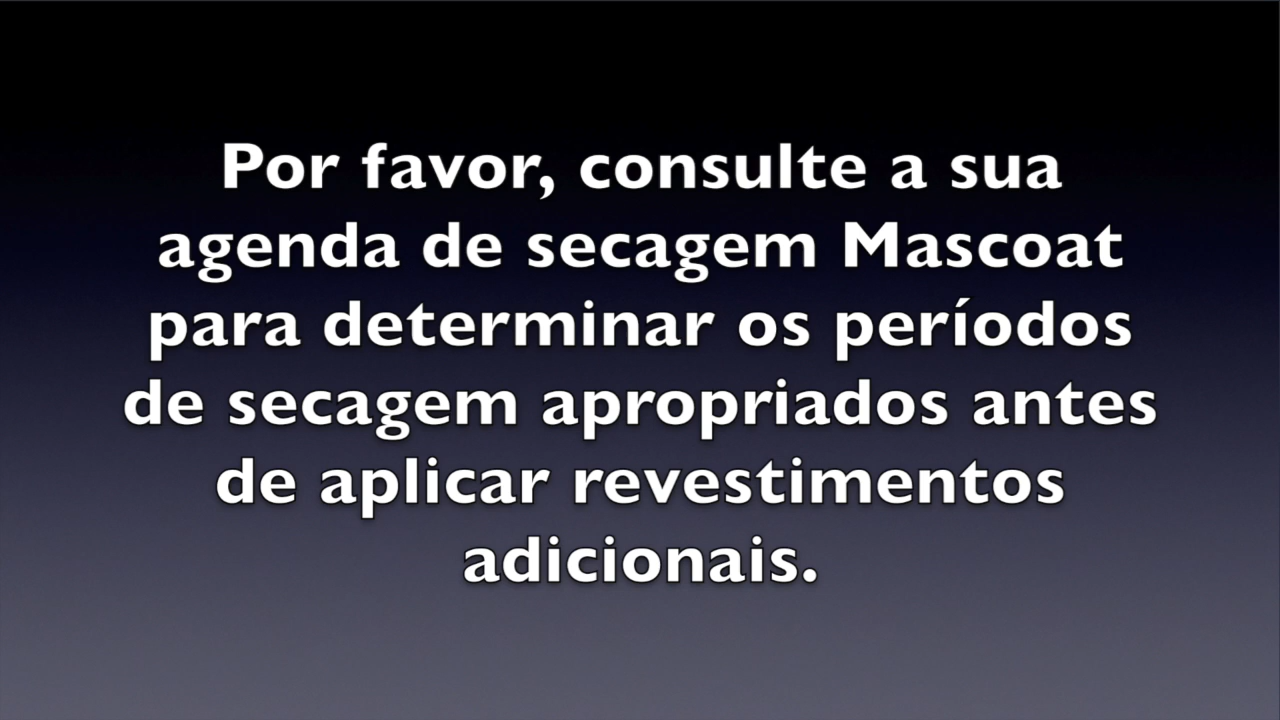 Por favor, consulte a sua
agenda de secagem Mascoat
para determinar os períodos
de secagem apropriados antes
de aplicar revestimentos
adicionais.